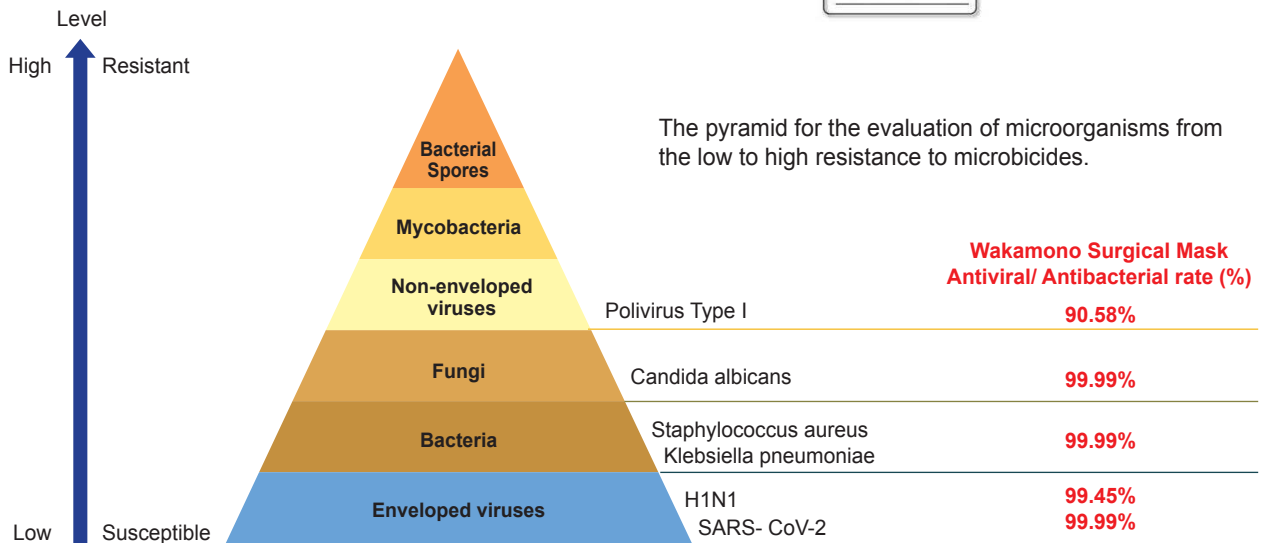 Level
High
Resistant
The pyramid for the evaluation of microorganisms from
the low to high resistance to microbicides.
Bacterial
Spores
Mycobacteria
Wakamono Surgical Mask
Antiviral/ Antibacterial rate (%)
Non-enveloped
viruses
Polivirus Type I
90.58%
Fungi
Candida albicans
99.99%
Bacteria
Staphylococcus aureus
Klebsiella pneumoniae
99.99%
Enveloped viruses
H1N1
99.45%
SARS- CoV-2
99.99%
Low
Susceptible